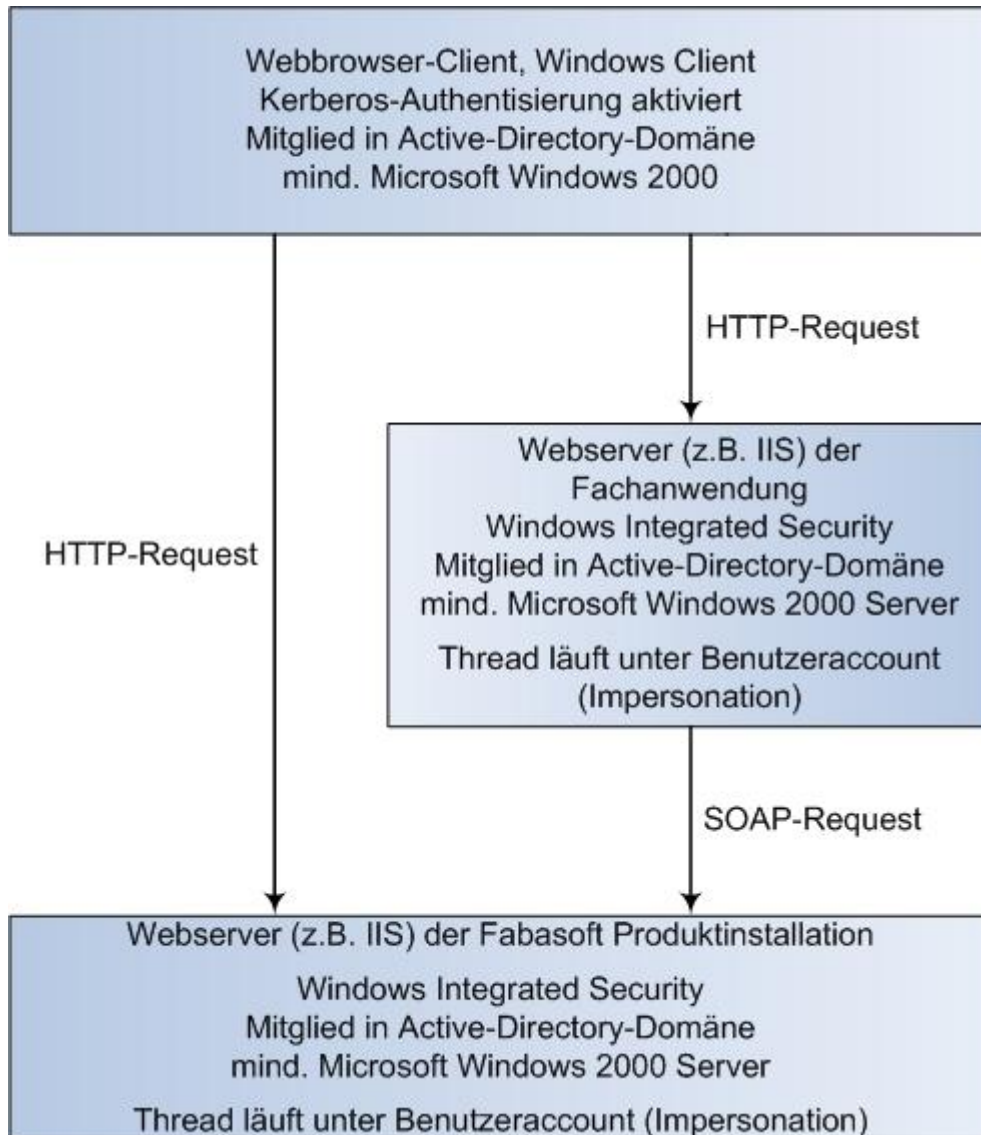 Webbrowser-Client, Windows Client
Kerberos-Authentisierung aktiviert
Mitglied in Active-Directory-Domäne
mind. Microsoft Windows 2000
HTTP-Request
HTTP-Request
Webserver (z.B. IIS) der
Fachanwendung
Windows Integrated Security
Mitglied in Active-Directory-Domäne
mind. Microsoft Windows 2000 Server
Thread läuft unter Benutzeraccount
(Impersonation)
SOAP-Request
Webserver (z.B. IIS) der Fabasoft Produktinstallation
Windows Integrated Security
Mitglied in Active-Directory-Domäne
mind. Microsoft Windows 2000 Server
Thread läuft unter Benutzeraccount (Impersonation)